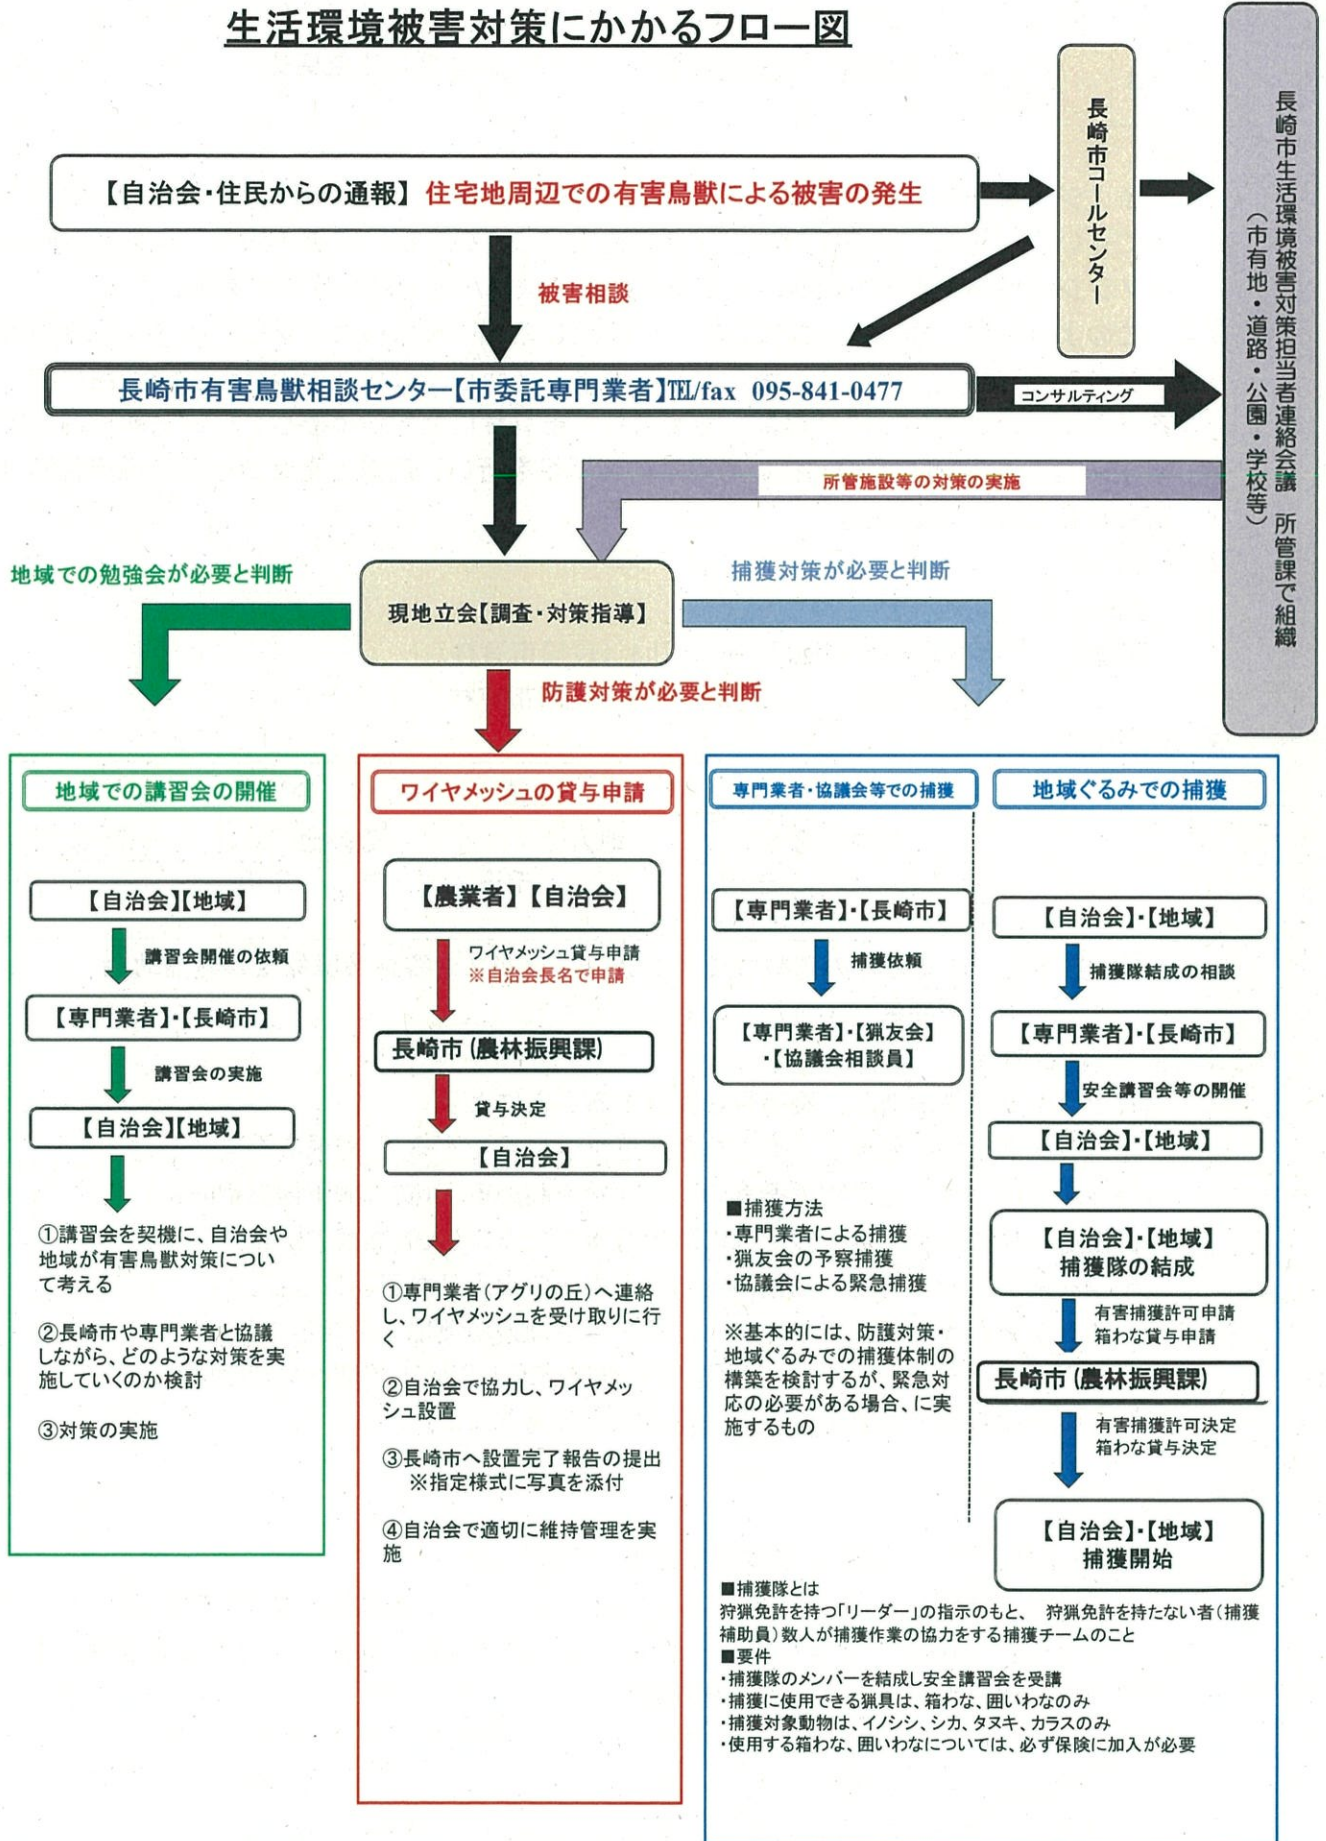 生活環境被害対策にかかるフロー図
長崎市コールセンター
長崎市生活環境被害対策担当者連絡会議 所管課で組織
（市有地・道路・公園・学校等）
【自治会・住民からの通報】 住宅地周辺での有害鳥獣による被害の発生
被害相談
長崎市有害鳥獣相談センター【市委託専門業者】TEL/fax 095-841-0477
コンサルティング
所管施設等の対策の実施
地域での勉強会が必要と判断
現地立会【調査・対策指導】
捕獲対策が必要と判断
防護対策が必要と判断
地域での講習会の開催
【自治会】【地域】
講習会開催の依頼
【専門業者】・【長崎市】
講習会の実施
【自治会】【地域】
①講習会を契機に、自治会や
地域が有害鳥獣対策につい
て考える
②長崎市や専門業者と協議
しながら、どのような対策を実
施していくのか検討
③対策の実施
ワイヤメッシュの貸与申請
【農業者】【自治会】
ワイヤメッシュ貸与申請
※自治会長名で申請
長崎市（農林振興課）
貸与決定
【自治会】
①専門業者（アグリの丘）へ連絡
し、ワイヤメッシュを受け取りに行
く
②自治会で協力し、ワイヤメッ
シュ設置
③長崎市へ設置完了報告の提出
※指定様式に写真を添付
④自治会で適切に維持管理を実
施
専門業者・協議会等での捕獲
【専門業者】・【長崎市】
捕獲依頼
【専門業者】・【猟友会】
・【協議会相談員】
■捕獲方法
・専門業者による捕獲
・猟友会の予察捕獲
・協議会による緊急捕獲
※基本的には、防護対策・
地域ぐるみでの捕獲体制の
構築を検討するが、緊急対
応の必要がある場合、に実
施するもの
地域ぐるみでの捕獲
【自治会】・【地域】
捕獲隊結成の相談
【専門業者】・【長崎市】
安全講習会等の開催
【自治会】・【地域】
【自治会】・【地域】
捕獲隊の結成
有害捕獲許可申請
箱わな貸与申請
長崎市（農林振興課）
有害捕獲許可決定
箱わな貸与決定
【自治会】・【地域】
捕獲開始
■捕獲隊とは
狩猟免許を持つ「リーダー」の指示のもと、 狩猟免許を持たない者（捕獲
補助員）数人が捕獲作業の協力をする捕獲チームのこと
■要件
・捕獲隊のメンバーを結成し安全講習会を受講
・捕獲に使用できる猟具は、箱わな、囲いわなのみ
・捕獲対象動物は、イノシシ、シカ、タヌキ、カラスのみ
・使用する箱わな、囲いわなについては、必ず保険に加入が必要